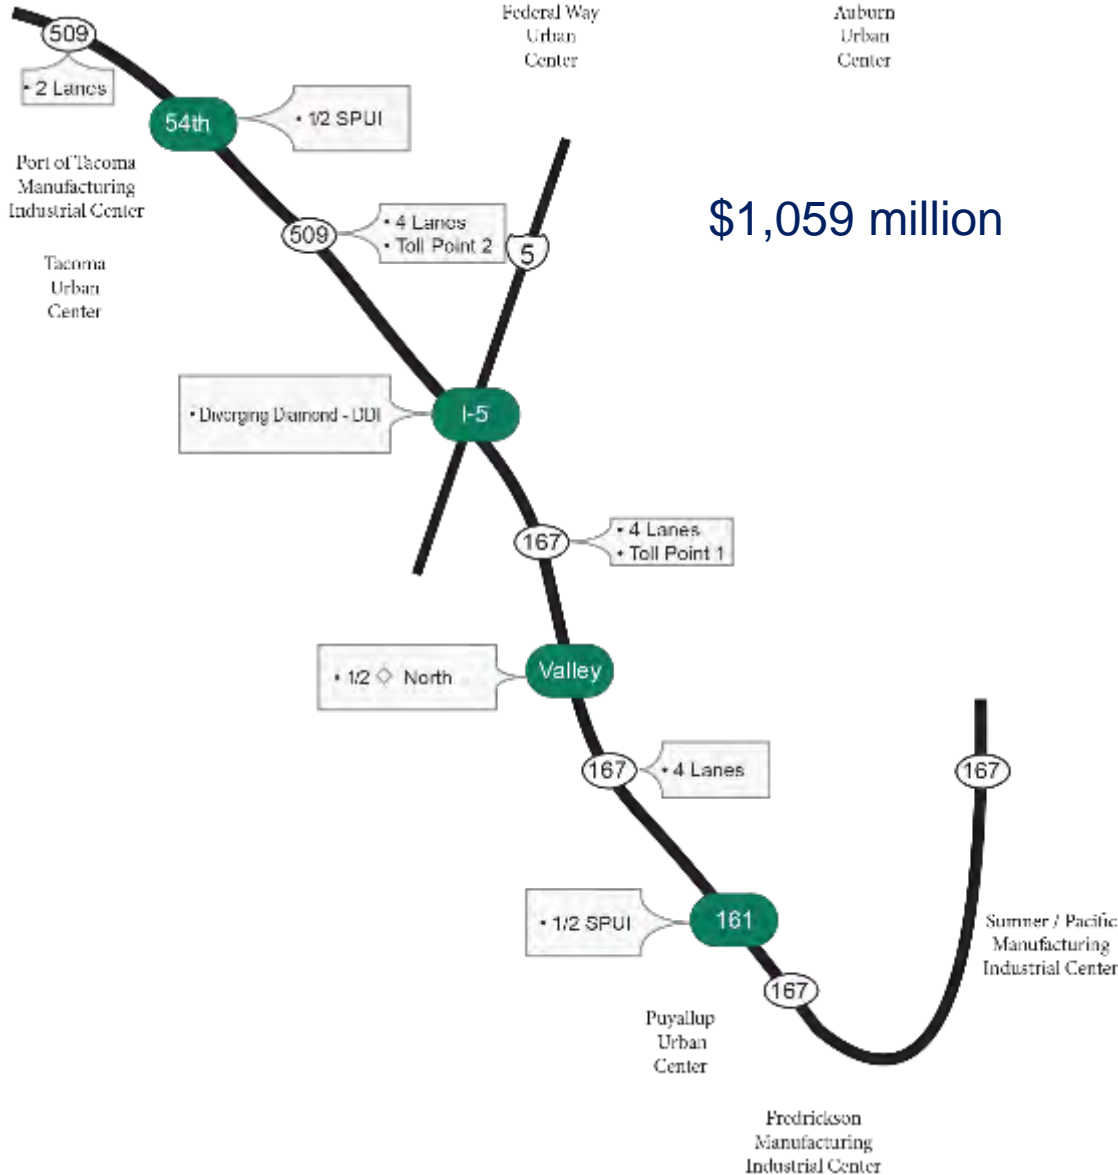 Federal Way
Urban
Center
Auburn
Urban
Center
509
• 2 Lanes
54th
• 1/2 SPUI
Port of Tacoma
Manufacturing
Industrial Center
$1,059 million
509
• 4 Lanes
• Toll Point 2
5
Tacoma
Urban
Center
• Diverging Diamond - DDI
I-5
167
• 4 Lanes
• Toll Point 1
• 1/2 ◇ North
Valley
167
• 4 Lanes
167
• 1/2 SPUI
161
Sumner / Pacific
Manufacturing
Industrial Center
167
Puyallup
Urban
Center
Fredrickson
Manufacturing
Industrial Center